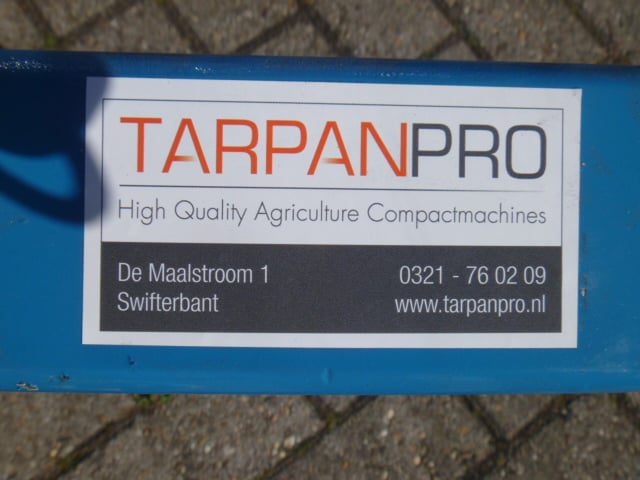 TARPANPRO
High Quality Agriculture Compactmachines
De Maalstroom 1
Swifterbant
0321 - 76 02 09
www.tarpanpro.nl